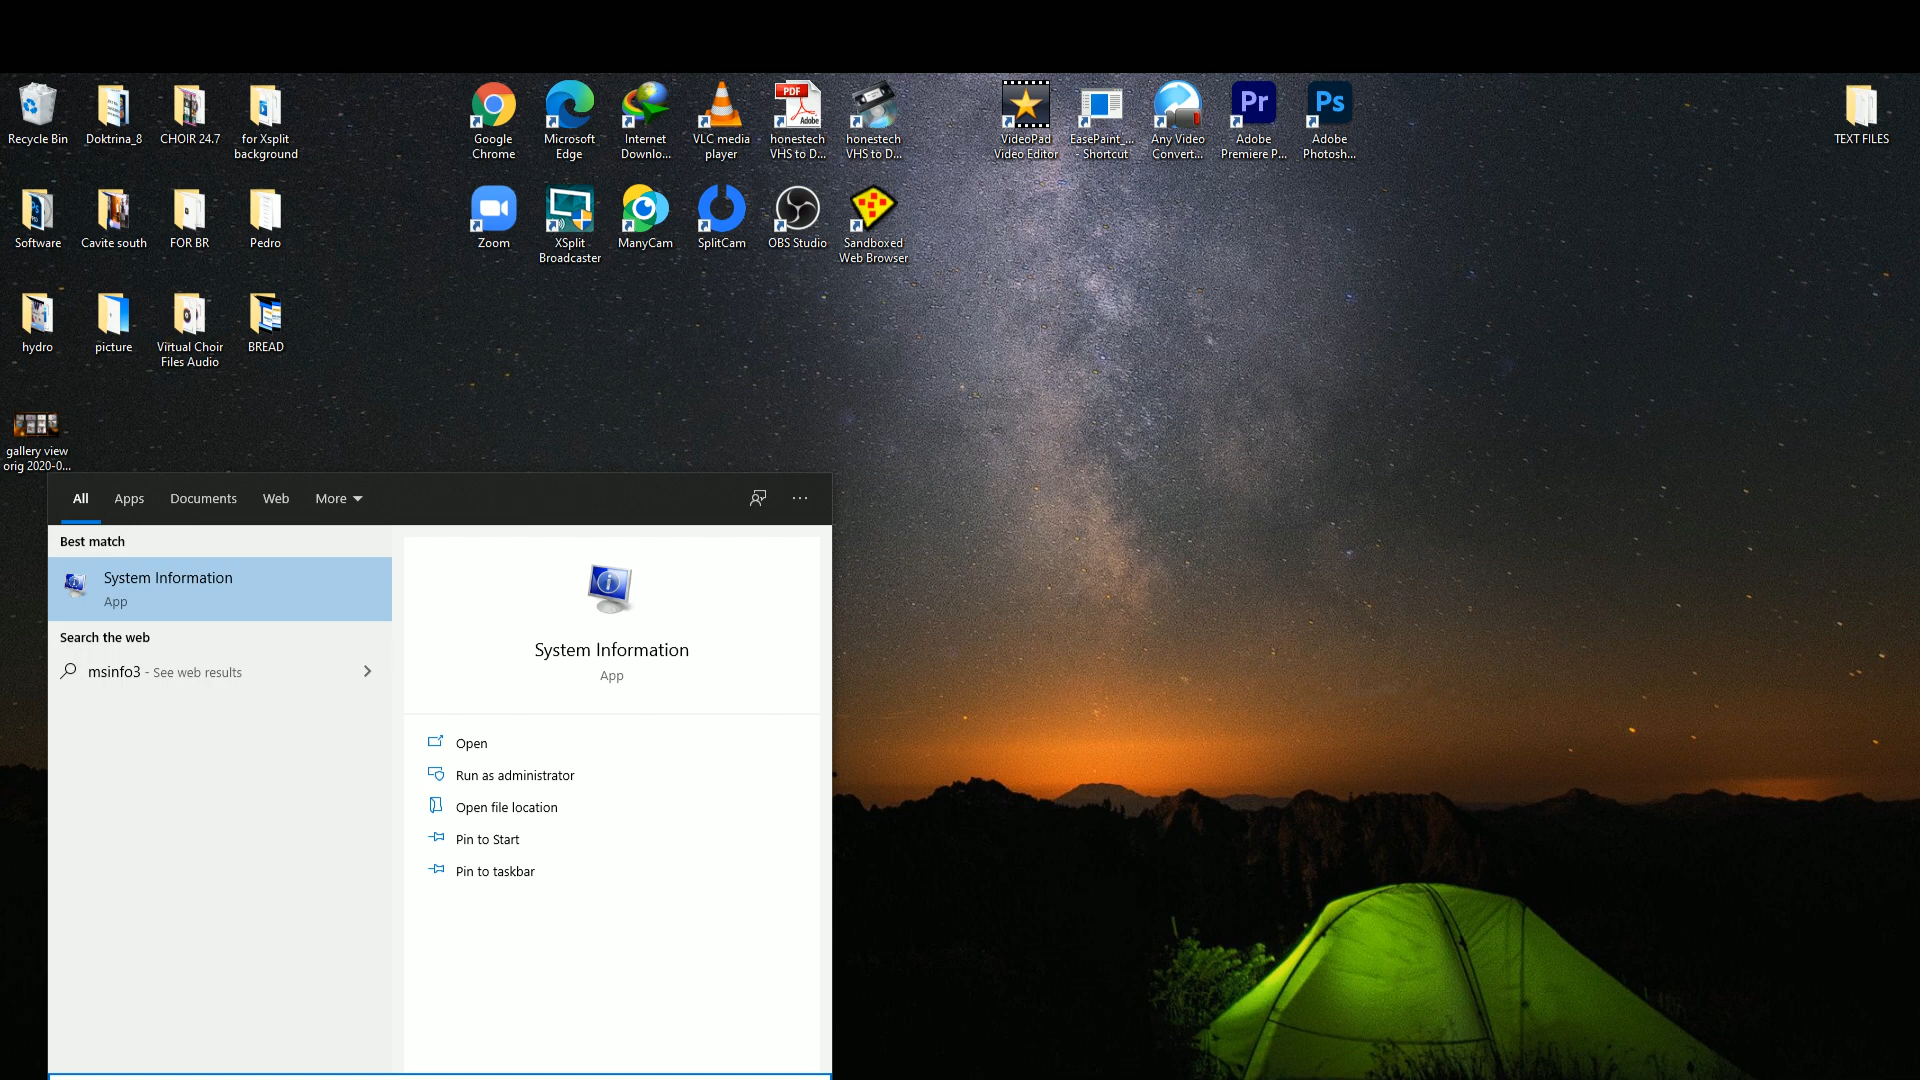 Recycle Bin
Doktrina_8
CHOIR 24.7
for Xsplit
background
Google
Chrome
Microsoft
Edge
Internet
Downlo...
VLC media
player
honestech
VHS to D...
honestech
VHS to D...
VideoPad
Video Editor
EasePaint_...
- Shortcut
Any Video
Convert...
Adobe
Premiere P...
Adobe
Photosh...
TEXT FILES
PDF
Adobe
Pr
Ps
Software
Cavite south
FOR BR
Pedro
Zoom
XSplit
Broadcaster
ManyCam
SplitCam
OBS Studio
Sandboxed
Web Browser
hydro
picture
Virtual Choir
Files Audio
BREAD
gallery view
orig 2020-0...
All Apps Documents Web More
Best match
System Information
App
Search the web
msinfo3 - See web results
System Information
App
Open
Run as administrator
Open file location
Pin to Start
Pin to taskbar